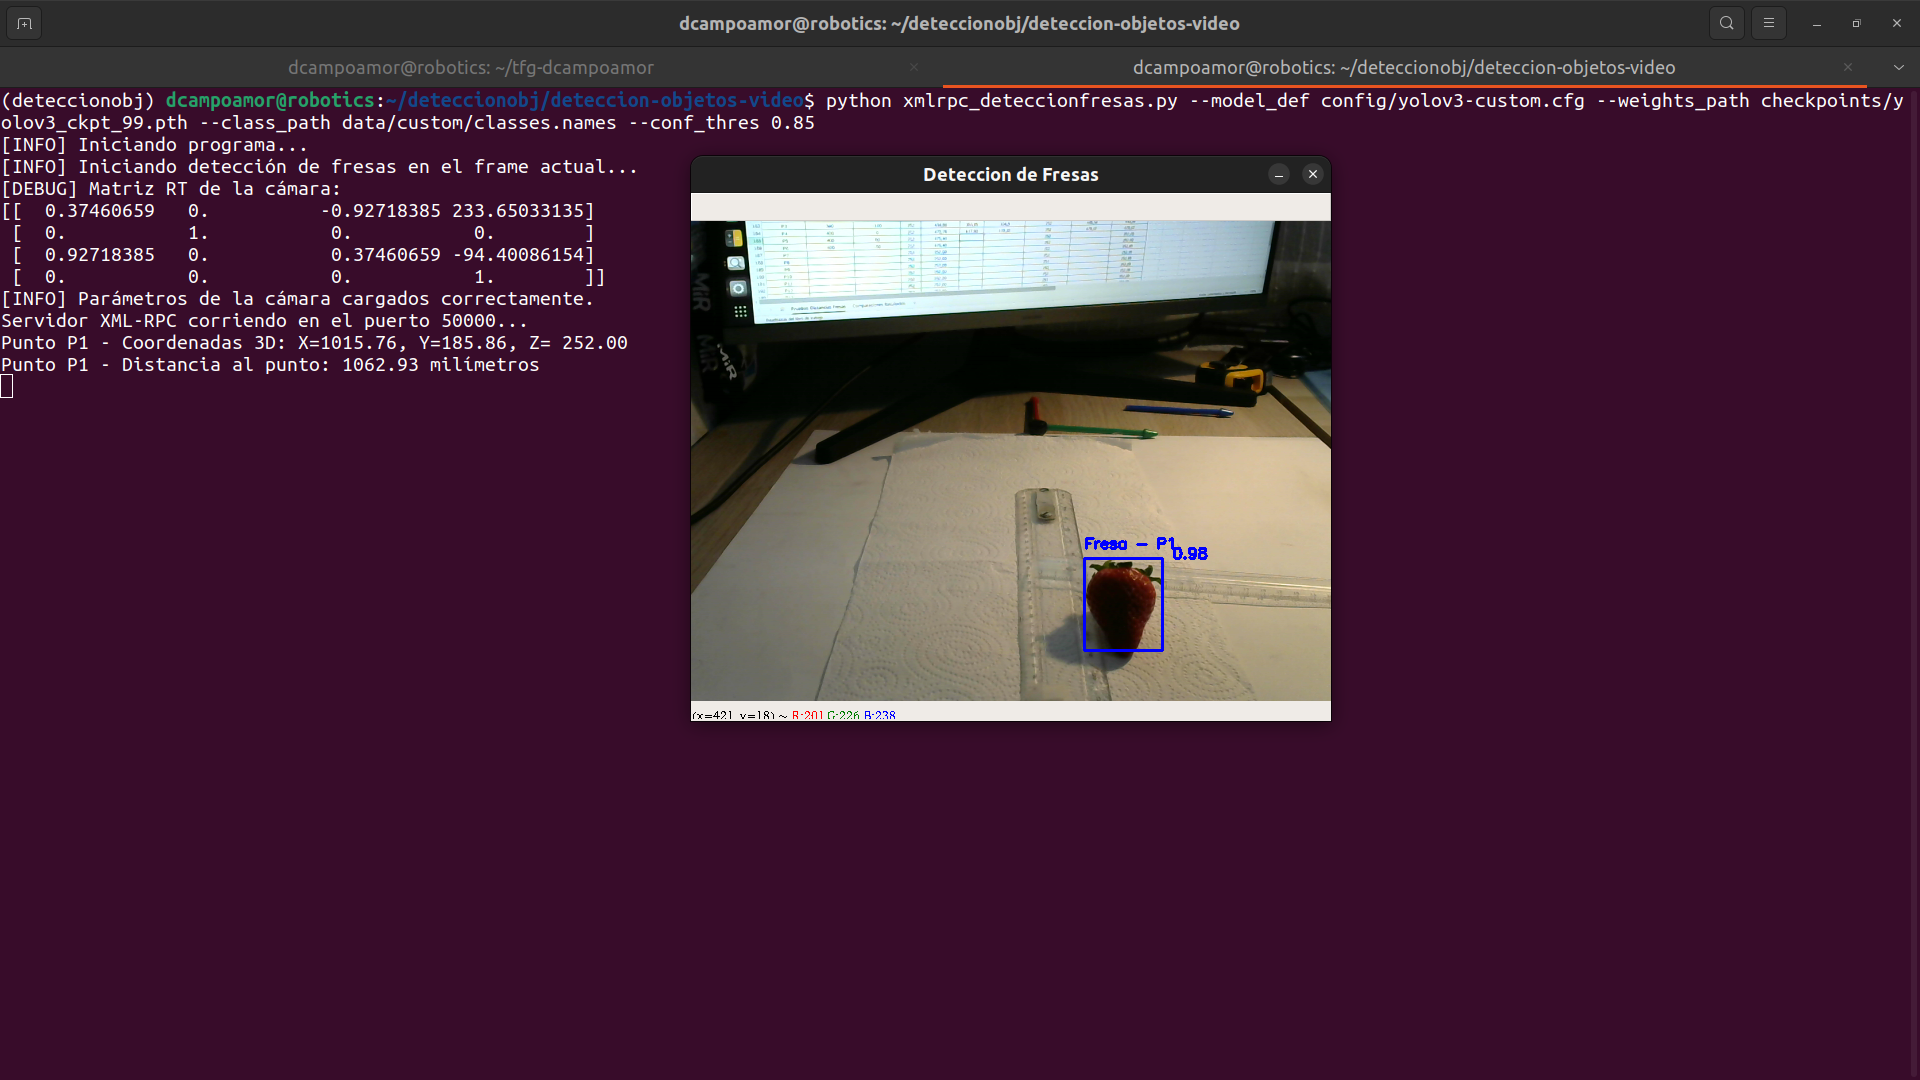 dcampoamor@robotics: ~/deteccionobj/deteccion-objetos-video
dcampoamor@robotics: ~/tfg-dcampoamor
dcampoamor@robotics: ~/deteccionobj/deteccion-objetos-video
(deteccionobj) dcampoamor@robotics:~/deteccionobj/deteccion-objetos-video$ python xmlrpc_deteccionfresas.py --model_def config/yolov3-custom.cfg --weights_path checkpoints/y
olov3_ckpt_99.pth --class_path data/custom/classes.names --conf_thres 0.85
[INFO] Iniciando programa...
[INFO] Iniciando detección de fresas en el frame actual...
[DEBUG] Matriz RT de la cámara:
[[  0.37460659   0.          -0.92718385 233.65033135]
 [  0.           1.           0.           0.        ]
 [  0.92718385   0.           0.37460659 -94.40086154]
 [  0.           0.           0.           1.        ]]
[INFO] Parámetros de la cámara cargados correctamente.
Servidor XML-RPC corriendo en el puerto 50000...
Punto P1 - Coordenadas 3D: X=1015.76, Y=185.86, Z= 252.00
Punto P1 - Distancia al punto: 1062.93 milímetros
Deteccion de Fresas
MiR
MiR
MiR
Fresa - P1
0.98
(x=421, y=18) ~ R:201 G:226 B:238